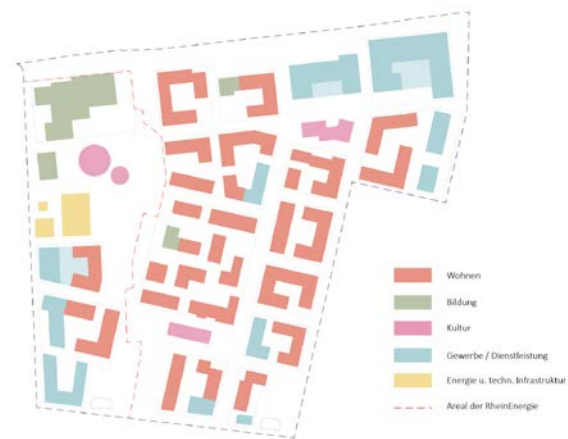 Wohnen
Bildung
Kultur
Gewerbe / Dienstleistung
Energie u. techn. Infrastruktur
Areal der RheinEnergie